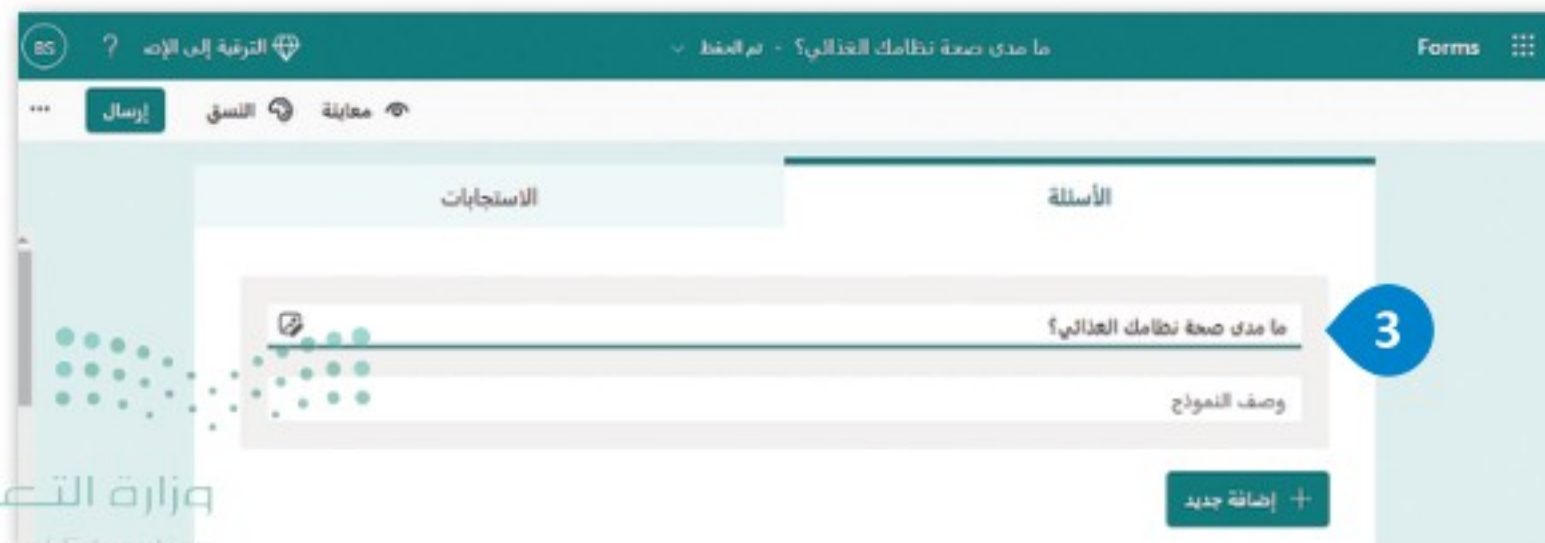 Forms ما مدى صحة نظامك الغذائي؟ - تم الحفظ الترقية إلى الإص ? BS
معاينة النسق إرسال ...
الأسئلة الاستجابات
ما مدى صحة نظامك الغذائي؟
3
وصف النموذج
+ إضافة جديد
وزارة التـعـ